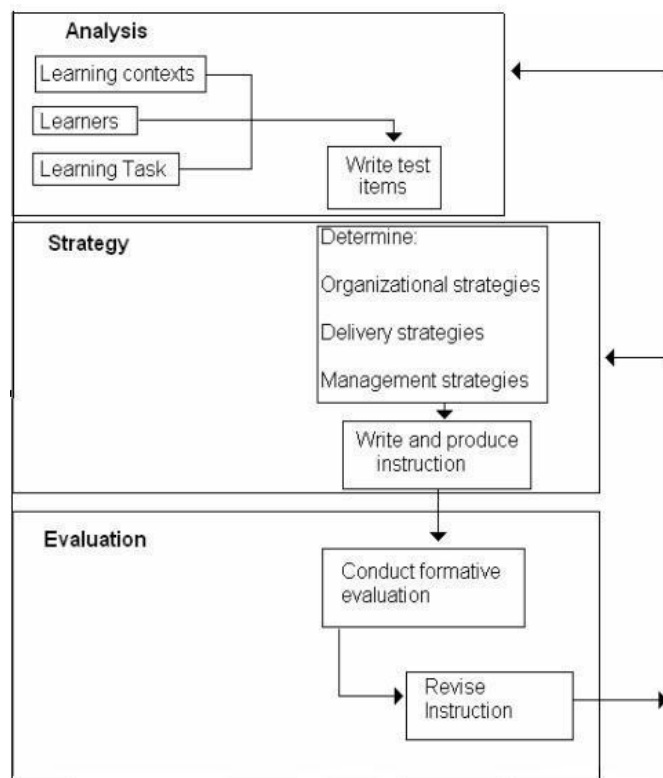 Analysis
Learning contexts
Learners
Learning Task
Write test
items
Strategy
Determine:
Organizational strategies
Delivery strategies
Management strategies
Write and produce
instruction
Evaluation
Conduct formative
evaluation
Revise
Instruction